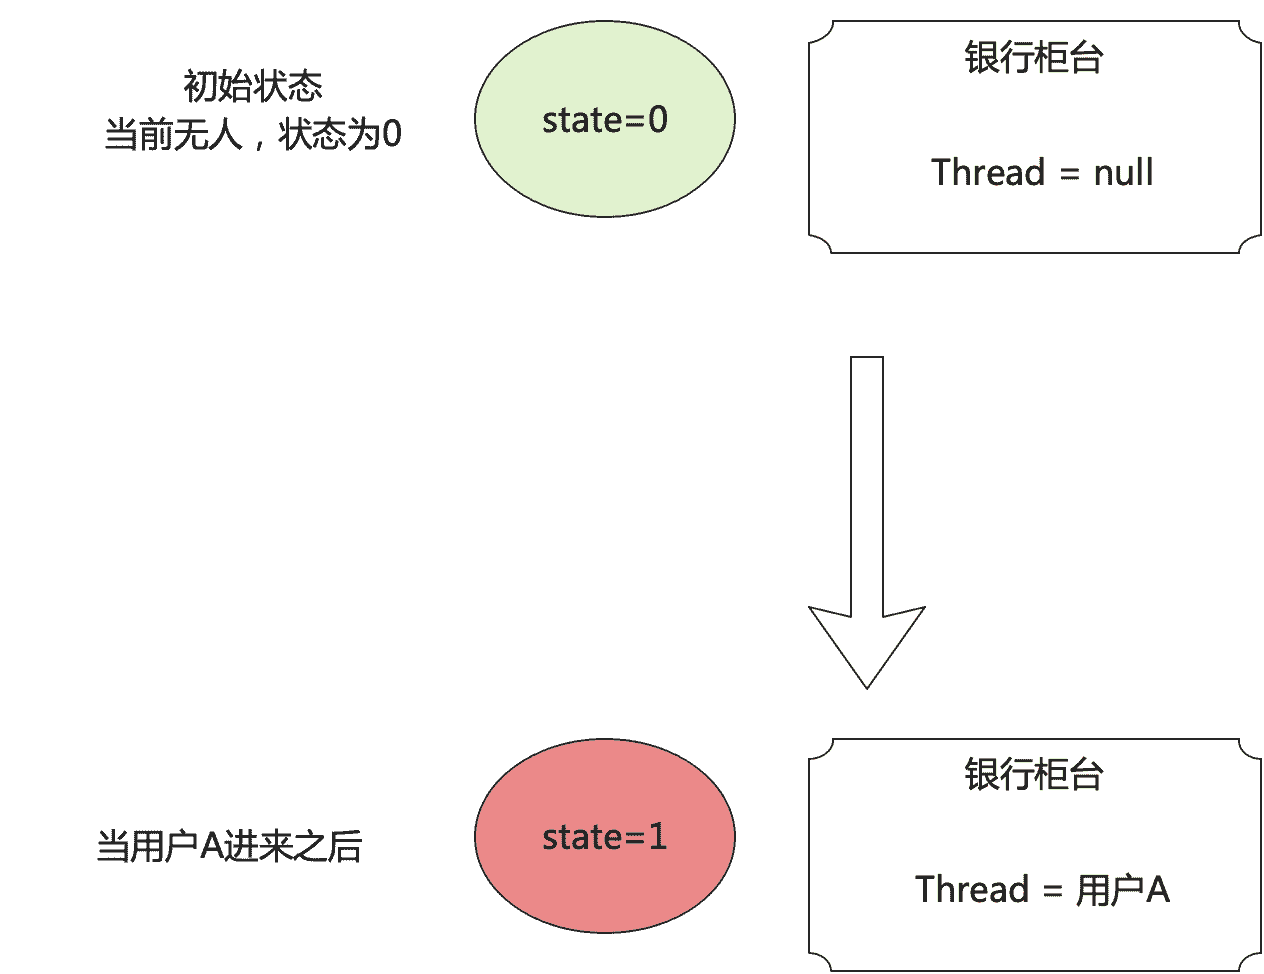 初始状态
当前无人，状态为0
state=0
银行柜台
Thread = null
当用户A进来之后
state=1
银行柜台
Thread = 用户A